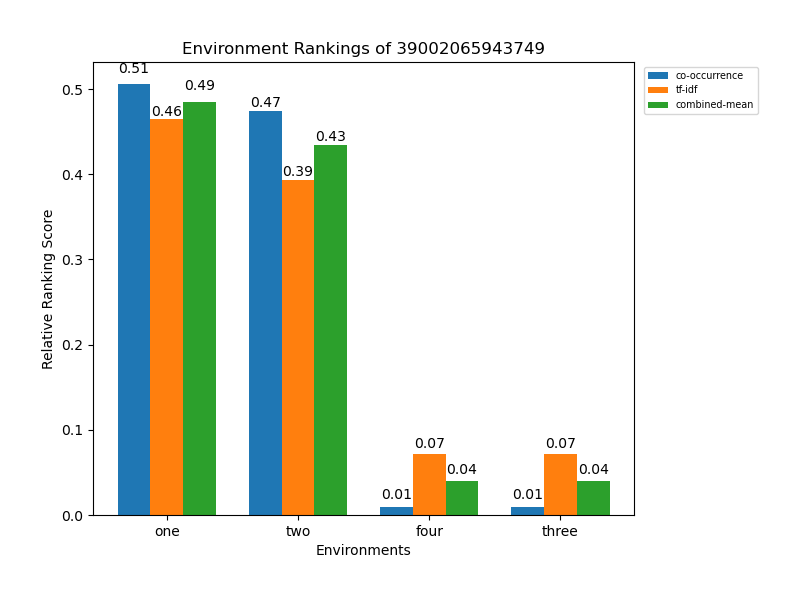 Environment Rankings of 39002065943749
co-occurrence
tf-idf
combined-mean
0.51
0.46
0.49
0.47
0.39
0.43
0.01
0.07
0.04
0.01
0.07
0.04
0.5
0.4
0.3
0.2
0.1
0.0
Relative Ranking Score
one two four three
Environments